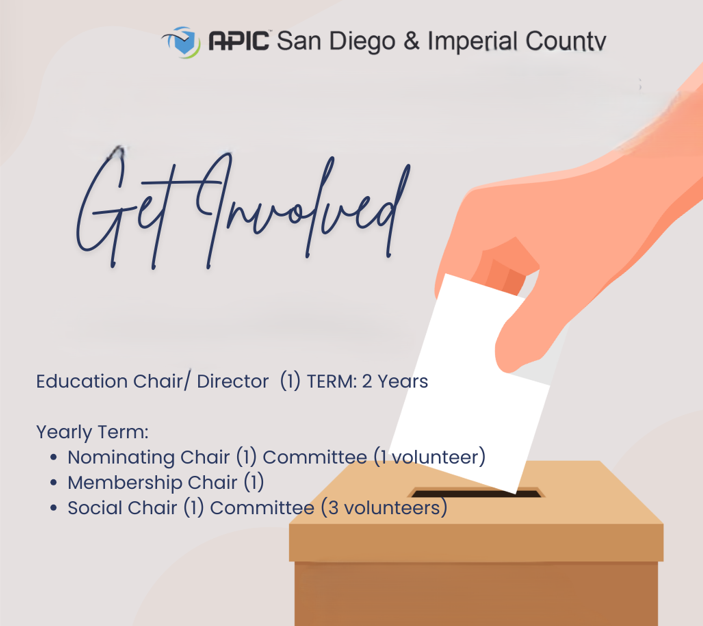 APIC San Diego & Imperial County
Get Involved
Education Chair/ Director (1) TERM: 2 Years
Yearly Term:
• Nominating Chair (1) Committee (1 volunteer)
• Membership Chair (1)
• Social Chair (1) Committee (3 volunteers)